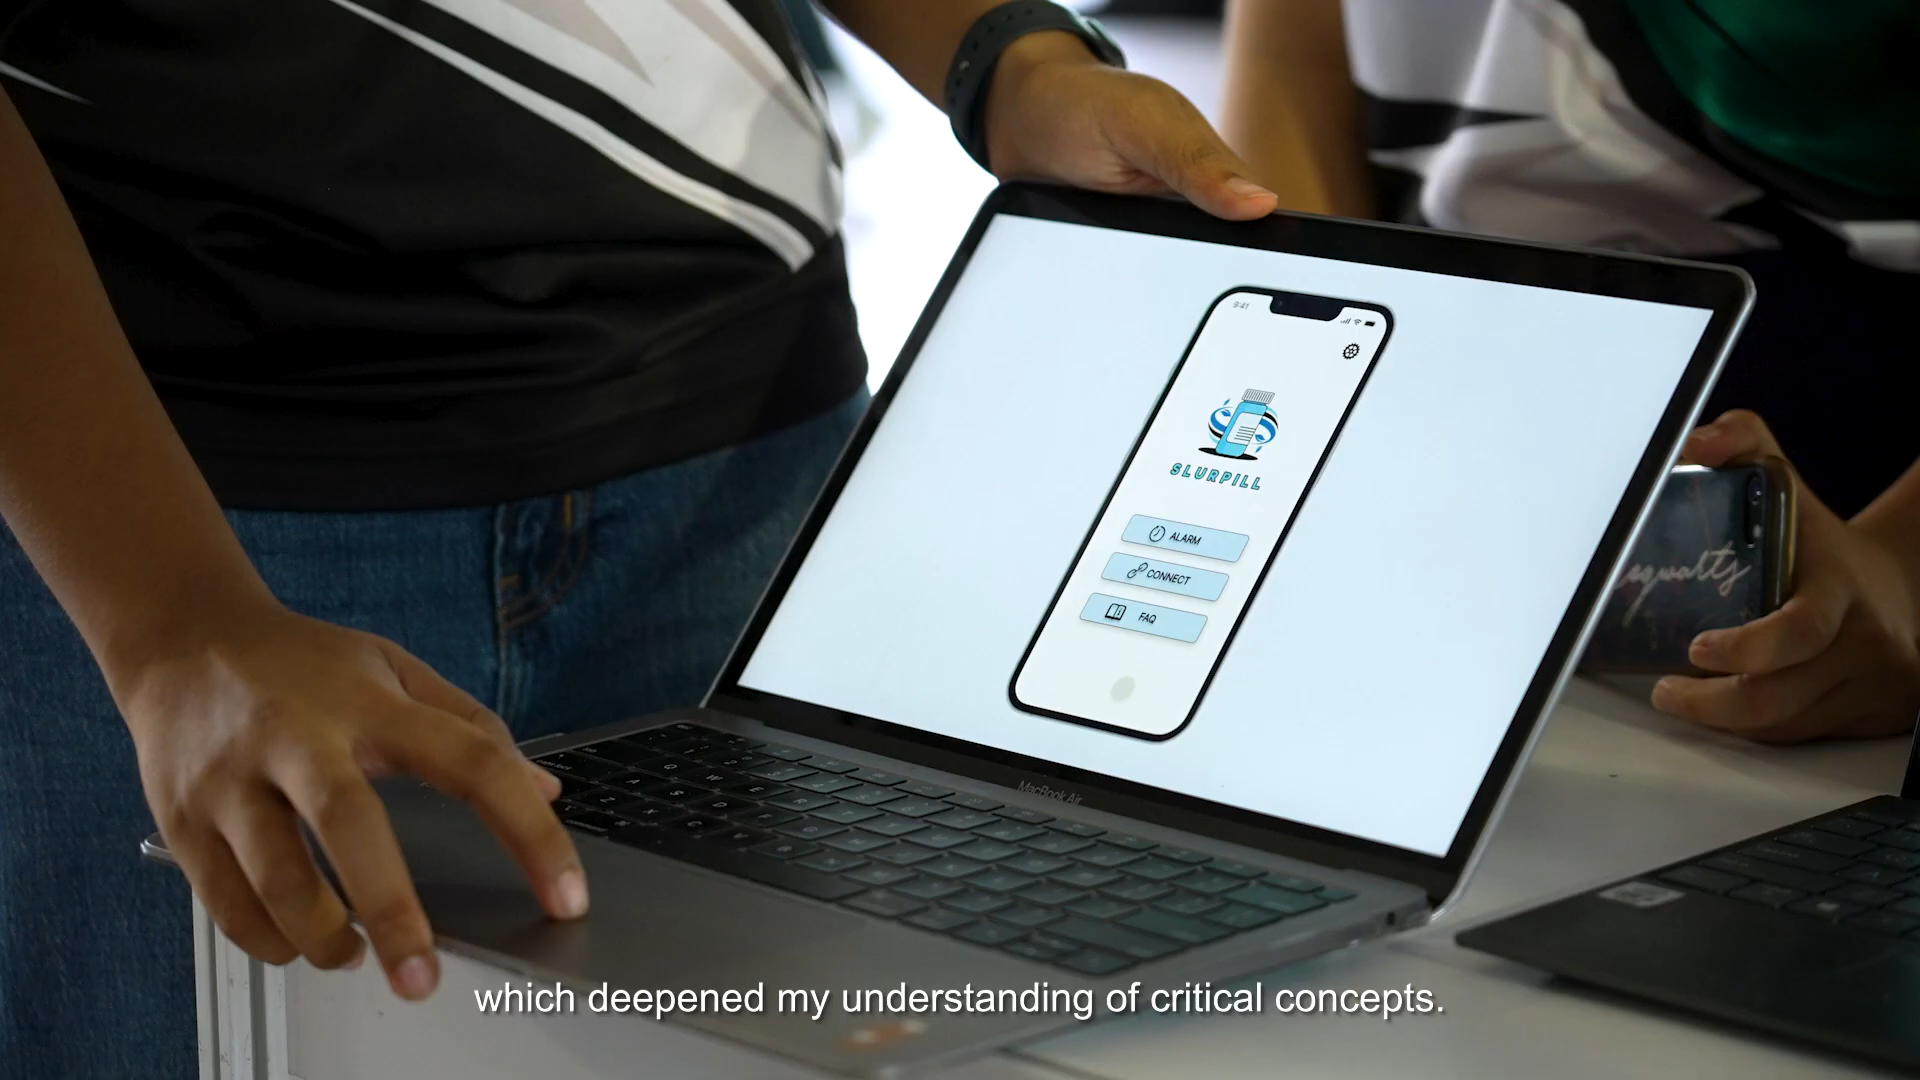 9:41
SLURPILL
ALARM
CONNECT
FAQ
MacBook Air
which deepened my understanding of critical concepts.